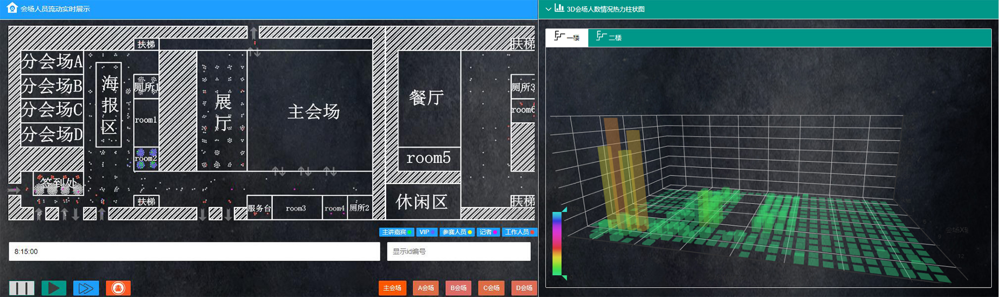 会场人员流动实时展示
扶梯
扶梯
分会场A
分会场B
分会场C
分会场D
海报区
厕所1
room1
room2
展厅
主会场
餐厅
room5
厕所3
room6
签到处
扶梯
服务台
room3
room4
厕所2
休闲区
扶梯
主讲嘉宾
VIP
参赛人员
记者
工作人员
8:15:00
显示id编号
主会场
A会场
B会场
C会场
D会场
3D会场人数情况热力柱状图
一楼
二楼
6
会场X轴
9
12